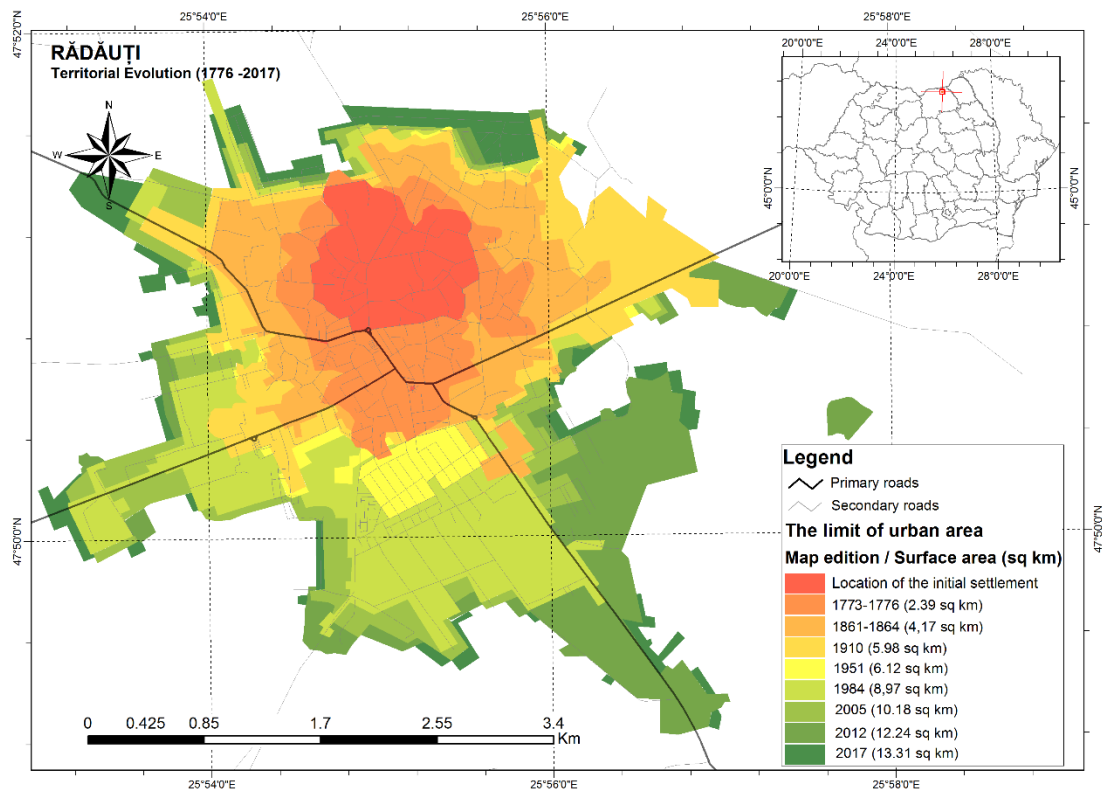 25°54'0"E 25°56'0"E 25°58'0"E
47°52'0"N
RĂDĂUȚI
Territorial Evolution (1776 -2017)
N
W E
S
20°0'0"E 24°0'0"E 28°0'0"E
45°0'0"N 45°0'0"N
20°0'0"E 24°0'0"E 28°0'0"E
47°50'0"N 47°50'0"N
Legend
Primary roads
Secondary roads
The limit of urban area
Map edition / Surface area (sq km)
Location of the initial settlement
1773-1776 (2.39 sq km)
1861-1864 (4,17 sq km)
1910 (5.98 sq km)
1951 (6.12 sq km)
1984 (8,97 sq km)
2005 (10.18 sq km)
2012 (12.24 sq km)
2017 (13.31 sq km)
0 0.425 0.85 1.7 2.55 3.4
Km
25°54'0"E 25°56'0"E 25°58'0"E